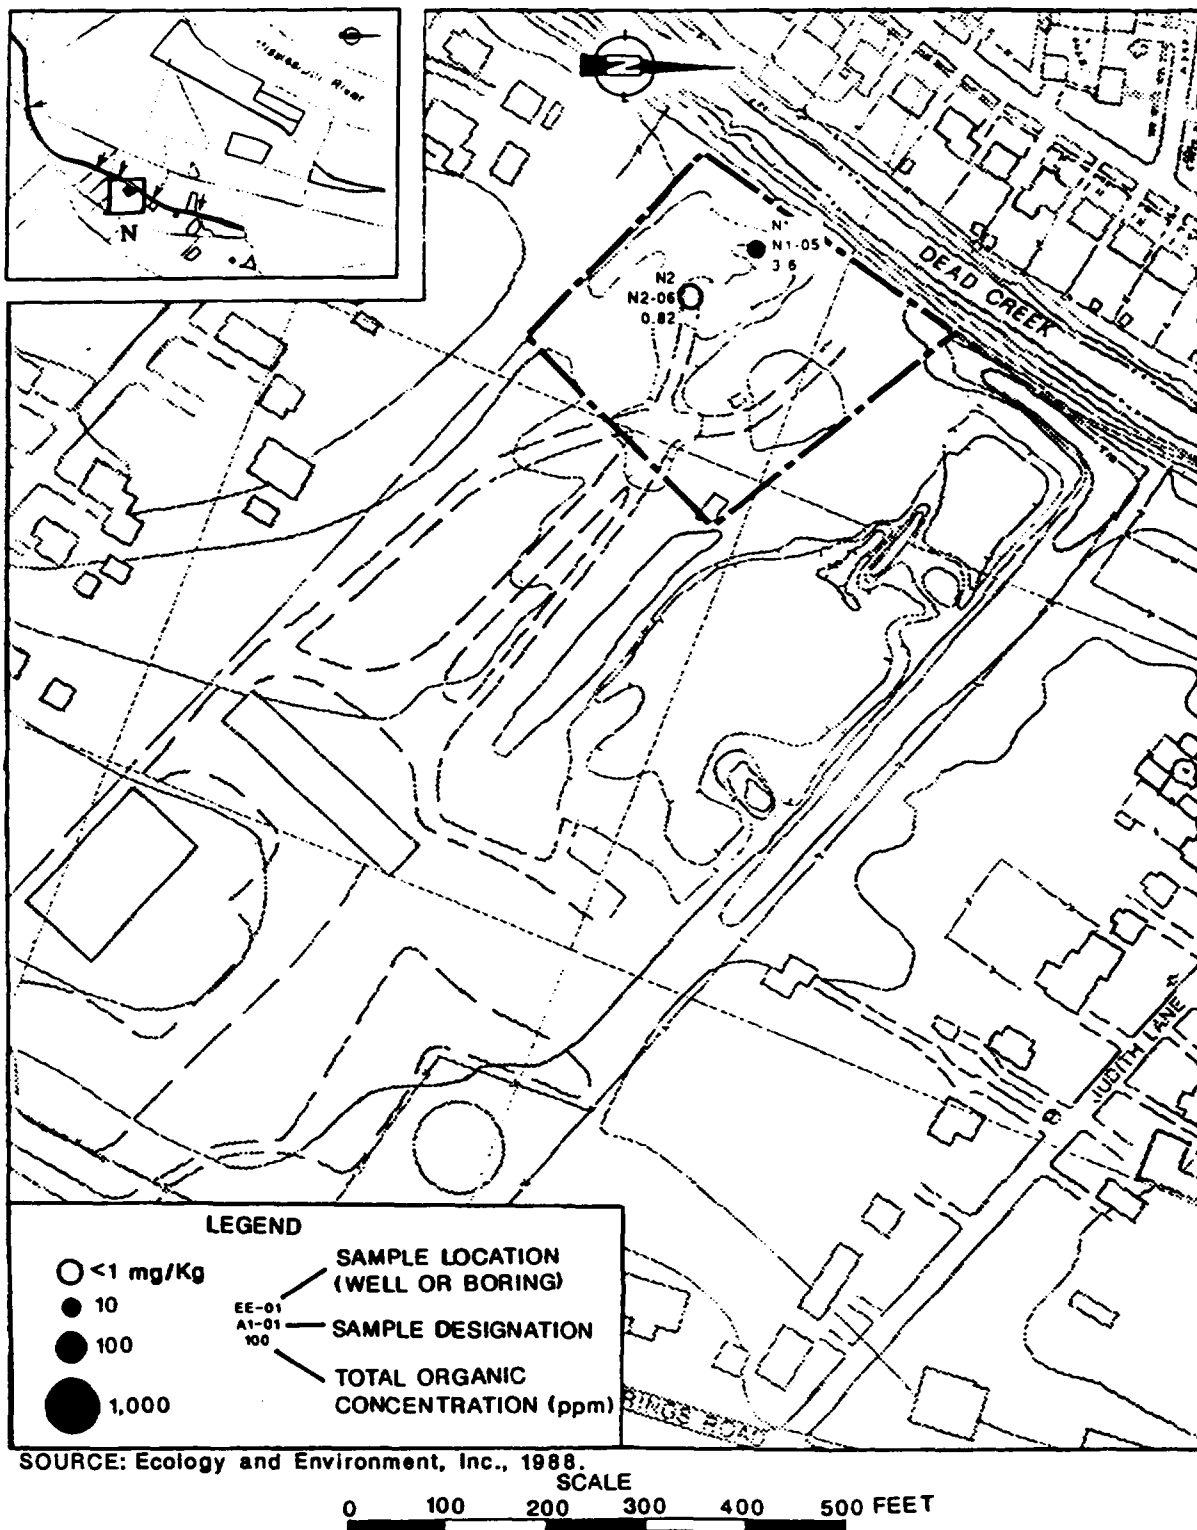 River
N
N
DEAD CREEK
N1-05
3.6
N2
N2-06
0.82
JUDITH LANE
LEGEND
<1 mg/Kg
10
100
1,000
EE-01
A1-01
100
SAMPLE LOCATION
(WELL OR BORING)
SAMPLE DESIGNATION
TOTAL ORGANIC
CONCENTRATION (ppm)
SOURCE: Ecology and Environment, Inc., 1988.
SCALE
0 100 200 300 400 500 FEET